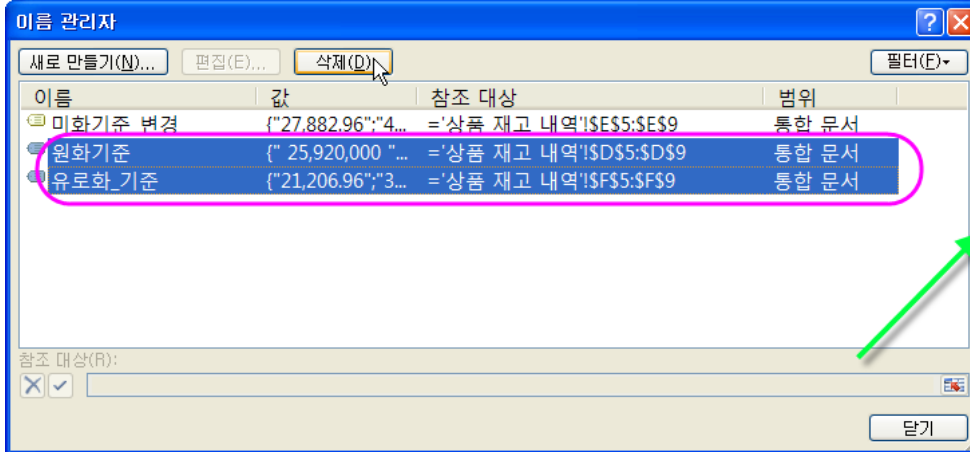 이름 관리자
새로 만들기(N)... 편집(E)... 삭제(D) 필터(F)
이름 값 참조 대상 범위
미화기준_변경 {"27,882,96";"4... ='상품 재고 내역'!$E$5:$E$9 통합 문서
원화기준 {" 25,920,000 "... ='상품 재고 내역'!$D$5:$D$9 통합 문서
유로화_기준 {"21,206.96";"3... ='상품 재고 내역'!$F$5:$F$9 통합 문서
참조 대상(R):
닫기